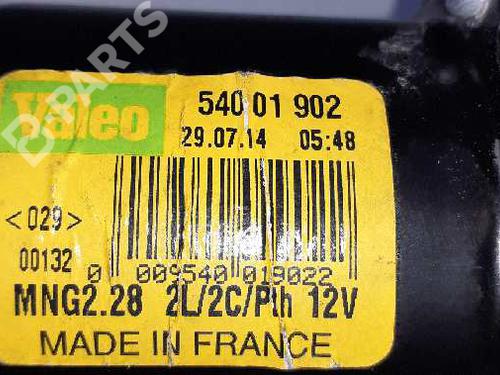 Valeo
540 01 902
29.07.14 05:48
<029>
00132
0 009540 019022
MNG2.28 2L/2C/Pth 12V
MADE IN FRANCE
D-PARTS